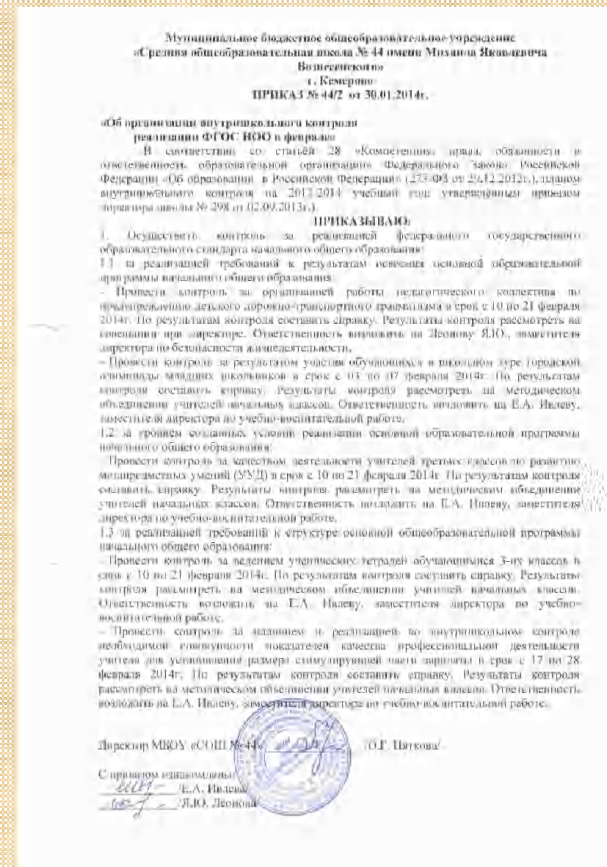 Муниципальное бюджетное общеобразовательное учреждение
«Средняя общеобразовательная школа № 44 имени Михаила Яковлевича
Вознесенского»
г. Кемерово
ПРИКАЗ № 44/2 от 30.01.2014г.
«Об организации внутришкольного контроля
реализации ФГОС НОО в феврале»
В соответствии со статьёй 28 «Компетенция, права, обязанности и
ответственность образовательной организации» Федерального Закона Российской
Федерации «Об образовании в Российской Федерации» (273-ФЗ от 29.12.2012г.), планом
внутришкольного контроля на 2013-2014 учебный год утверждённым приказом
директора школы № 298 от 02.09.2013г.).
ПРИКАЗЫВАЮ:
1. Осуществить контроль за реализацией федерального государственного
образовательного стандарта начального общего образования:
1.1 за реализацией требований к результатам освоения основной образовательной
программы начального общего образования:
– Провести контроль за организацией работы педагогического коллектива по
предупреждению детского дорожно-транспортного травматизма в срок с 10 по 21 февраля
2014г. По результатам контроля составить справку. Результаты контроля рассмотреть на
совещании при директоре. Ответственность возложить на Леонову Я.Ю., заместителя
директора по безопасности жизнедеятельности.
– Провести контроль за результатом участия обучающихся в школьном туре городской
олимпиады младших школьников в срок с 03 по 07 февраля 2014г. По результатам
контроля составить справку. Результаты контроля рассмотреть на методическом
объединении учителей начальных классов. Ответственность возложить на Е.А. Ивлеву,
заместителя директора по учебно-воспитательной работе.
1.2 за уровнем созданных условий реализации основной образовательной программы
начального общего образования:
- Провести контроль за качеством деятельности учителей третьих классов по развитию
метапредметных умений (УУД) в срок с 10 по 21 февраля 2014г. По результатам контроля
составить справку. Результаты контроля рассмотреть на методическом объединении
учителей начальных классов. Ответственность возложить на Е.А. Ивлеву, заместителя
директора по учебно-воспитательной работе.
1.3 за реализацией требований к структуре основной общеобразовательной программы
начального общего образования:
- Провести контроль за ведением ученических тетрадей обучающимися 3-их классов в
срок с 10 по 21 февраля 2014г. По результатам контроля составить справку. Результаты
контроля рассмотреть на методическом объединении учителей начальных классов.
Ответственность возложить на Е.А. Ивлеву, заместителя директора по учебно-
воспитательной работе.
– Провести контроль за наличием и реализацией во внутришкольном контроле
необходимой совокупности показателей качества профессиональной деятельности
учителя для установления размера стимулирующей части зарплаты в срок с 17 по 28
февраля 2014г. По результатам контроля составить справку. Результаты контроля
рассмотреть на методическом объединении учителей начальных классов. Ответственность
возложить на Е.А. Ивлеву, заместителя директора по учебно-воспитательной работе.
Директор МБОУ «СОШ №44» /О.Г. Пяткова/
С приказом ознакомлены:
/Е.А. Ивлева/
/Я.Ю. Леонова/